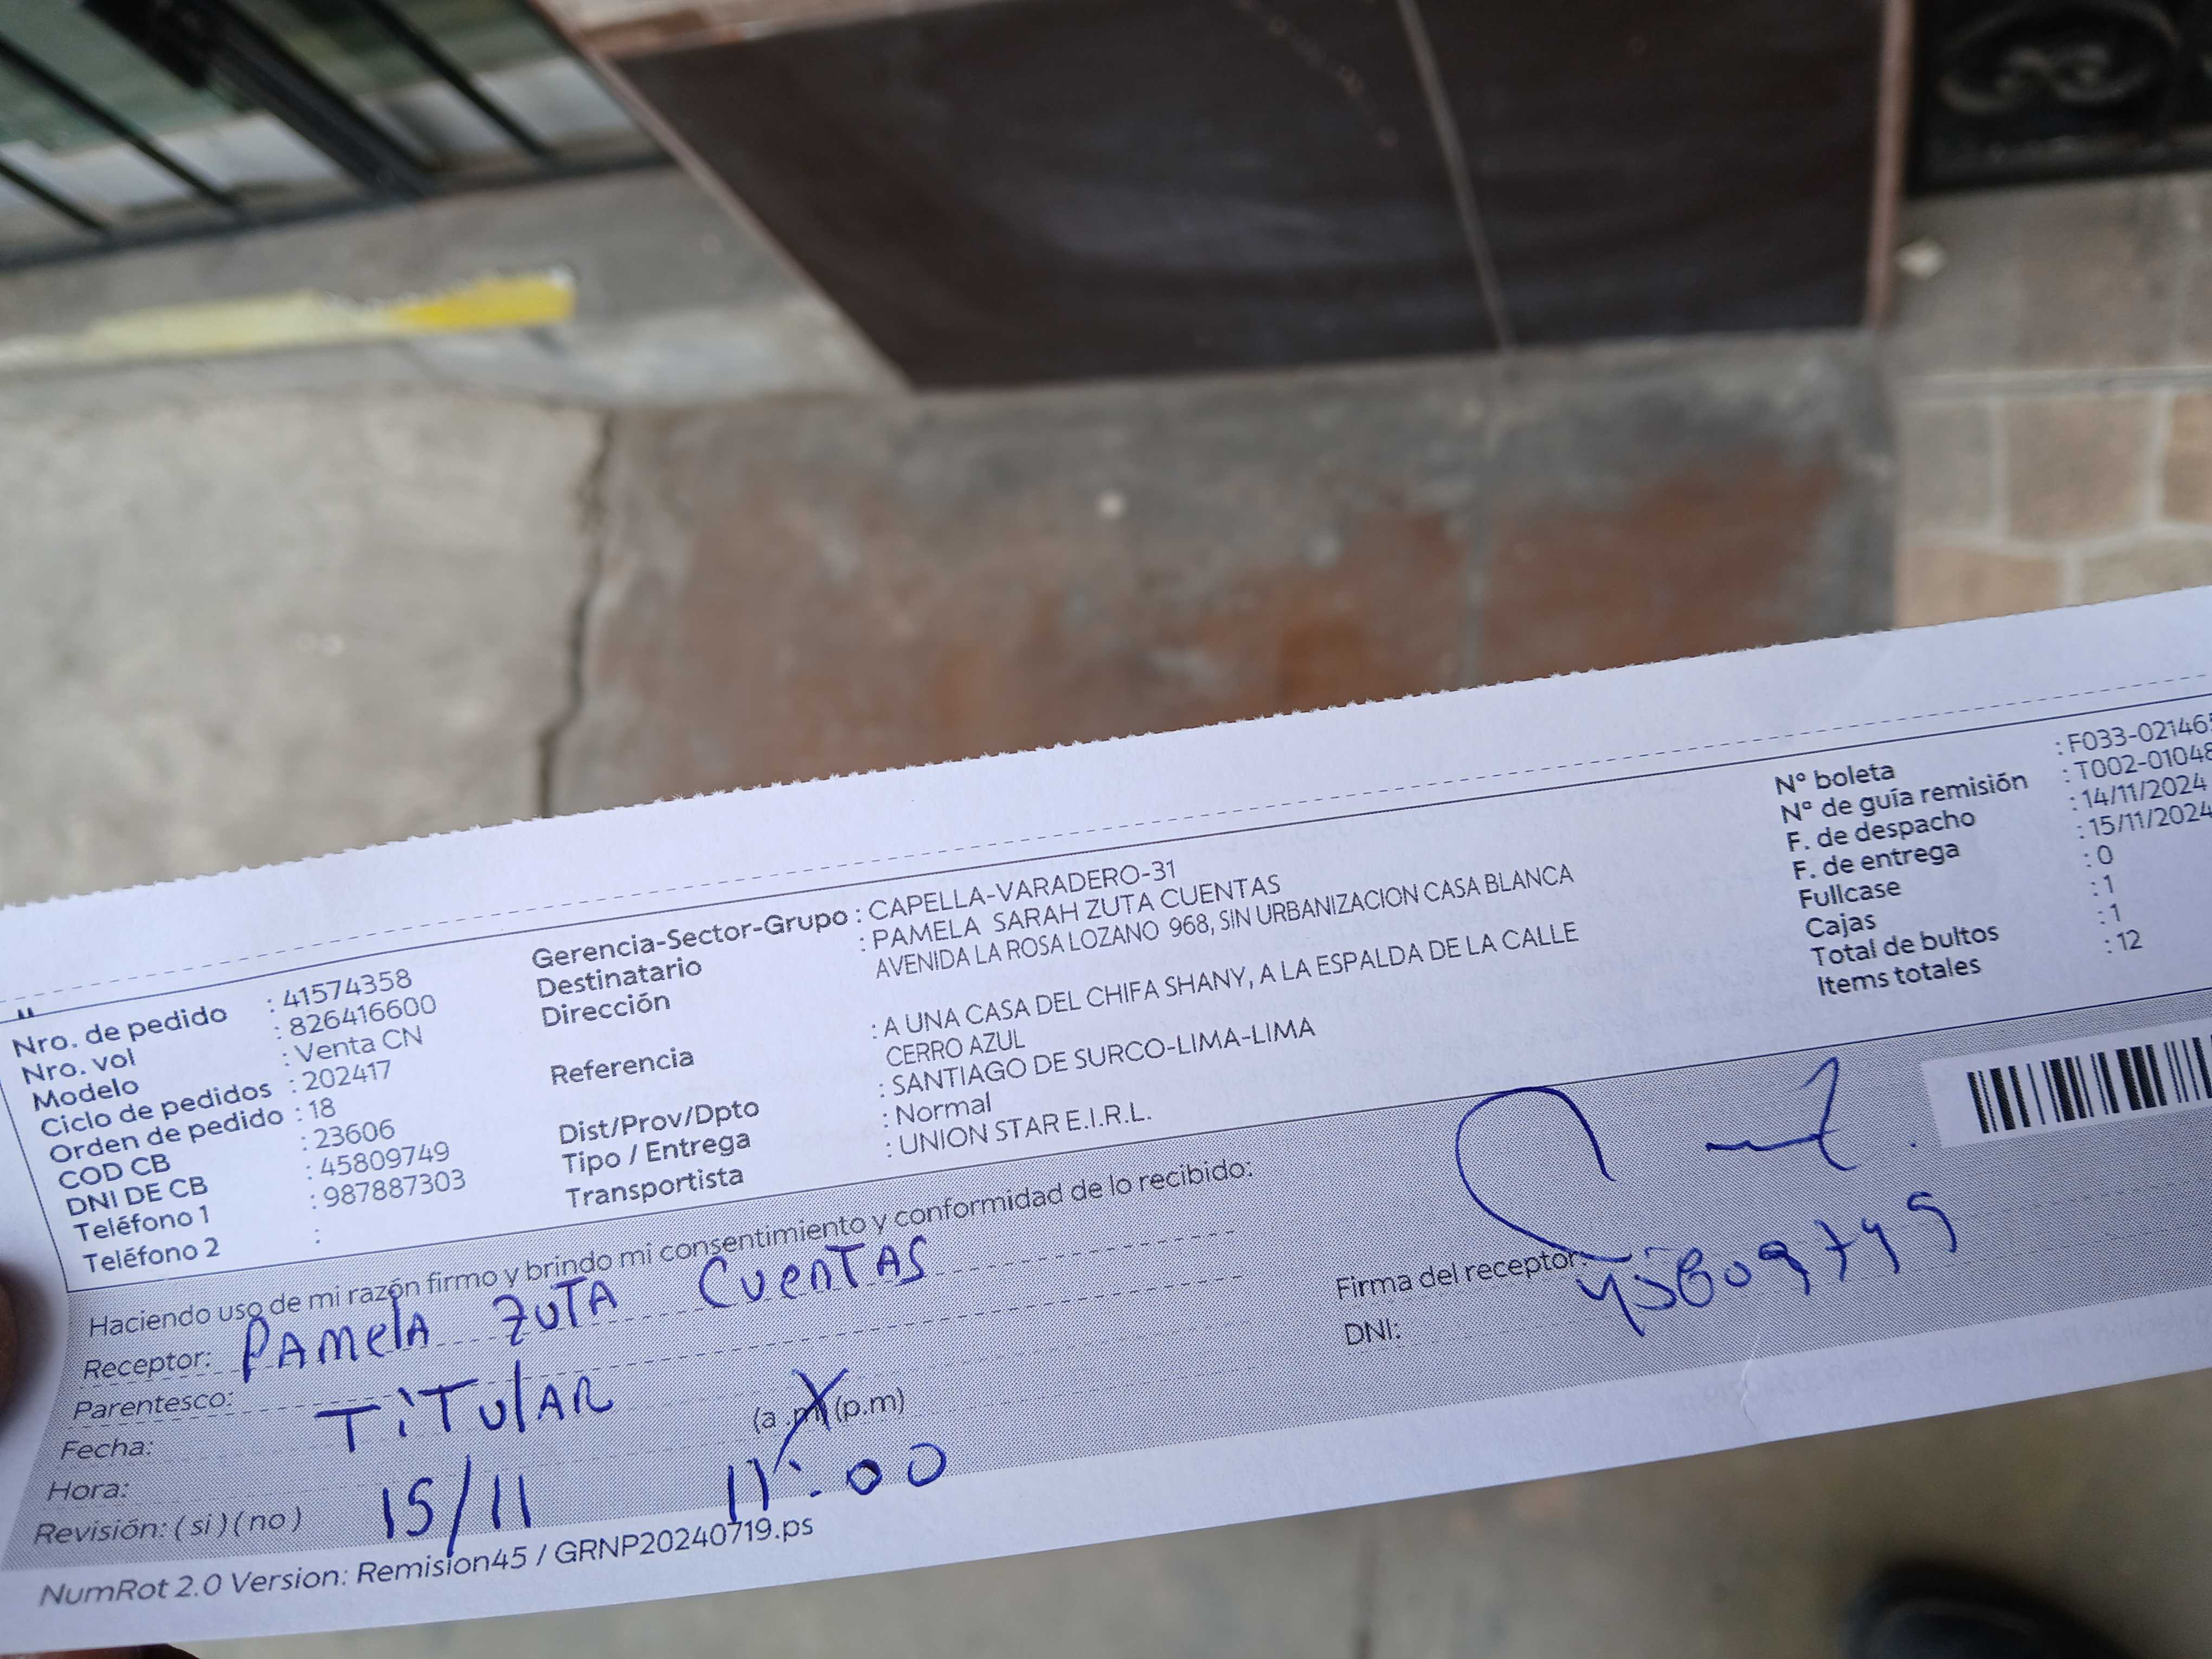 Nro. de pedido : 41574358
Nro. vol : 826416600
Modelo : Venta CN
Ciclo de pedidos : 202417
Orden de pedido : 18
COD CB : 23606
DNI DE CB : 45809749
Teléfono 1 : 987887303
Teléfono 2 :
Gerencia-Sector-Grupo : CAPELLA-VARADERO-31
Destinatario : PAMELA SARAH ZUTA CUENTAS
Dirección AVENIDA LA ROSA LOZANO 968, SIN URBANIZACION CASA BLANCA
Referencia : A UNA CASA DEL CHIFA SHANY, A LA ESPALDA DE LA CALLE
CERRO AZUL
Dist/Prov/Dpto : SANTIAGO DE SURCO-LIMA-LIMA
Tipo / Entrega : Normal
Transportista : UNION STAR E.I.R.L.
N° boleta : F033-02146
N° de guía remisión : T002-01048
F. de despacho : 14/11/2024
F. de entrega : 15/11/2024
Fullcase : 0
Cajas : 1
Total de bultos : 1
Items totales : 12
Haciendo uso de mi razón firmo y brindo mi consentimiento y conformidad de lo recibido:
Receptor: PAMelA ZUTA CuenTAS
Parentesco: TiTulAR
Fecha: 15/11
Hora: 11:00 (a .m) (p.m)
Revisión: ( si ) ( no )
Firma del receptor:
DNI: 45809749
NumRot 2.0 Version: Remision45 / GRNP20240719.ps